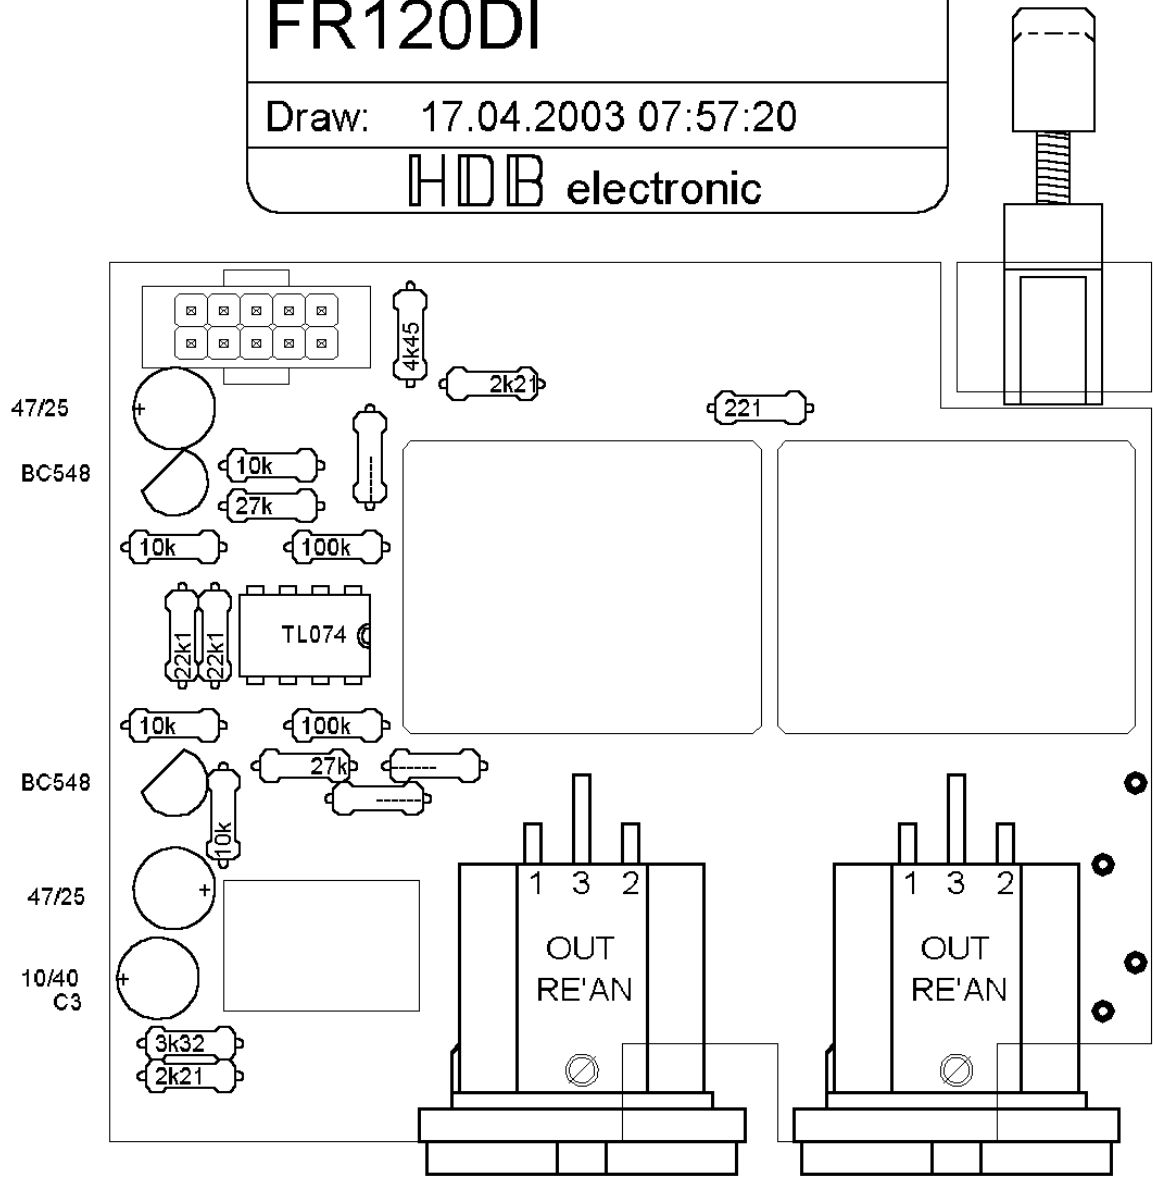 FR120DI
Draw: 17.04.2003 07:57:20
HDB electronic
4k45
2k21
47/25
+
221
BC548
10k
27k
10k
100k
22k1
22k1
TL074
10k
100k
27k
BC548
10k
1 3 2
1 3 2
47/25
+
OUT
RE'AN
OUT
RE'AN
10/40
C3
+
3k32
2k21